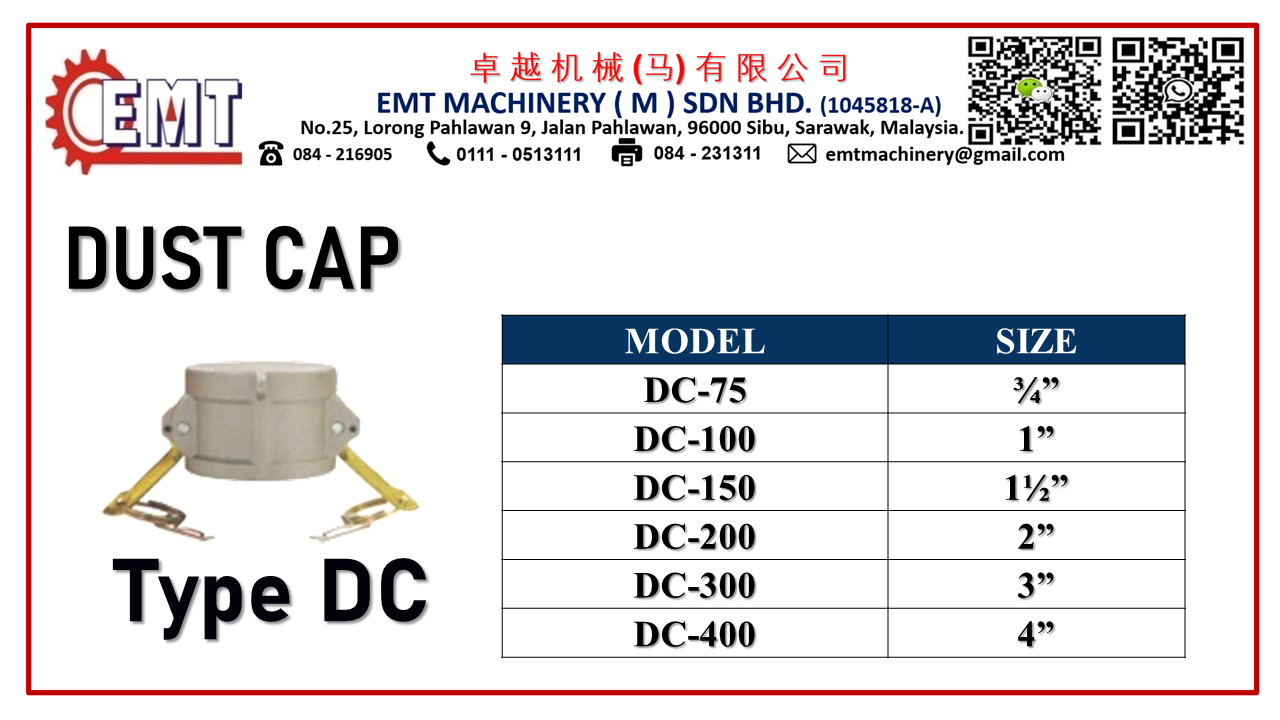 EMT
卓越机械(马)有限公司
EMT MACHINERY ( M ) SDN BHD. (1045818-A)
No.25, Lorong Pahlawan 9, Jalan Pahlawan, 96000 Sibu, Sarawak, Malaysia.
084 - 216905 0111 - 0513111 084 - 231311 emtmachinery@gmail.com
DUST CAP
MODEL SIZE
DC-75 ¾”
DC-100 1”
DC-150 1½”
DC-200 2”
DC-300 3”
DC-400 4”
Type DC